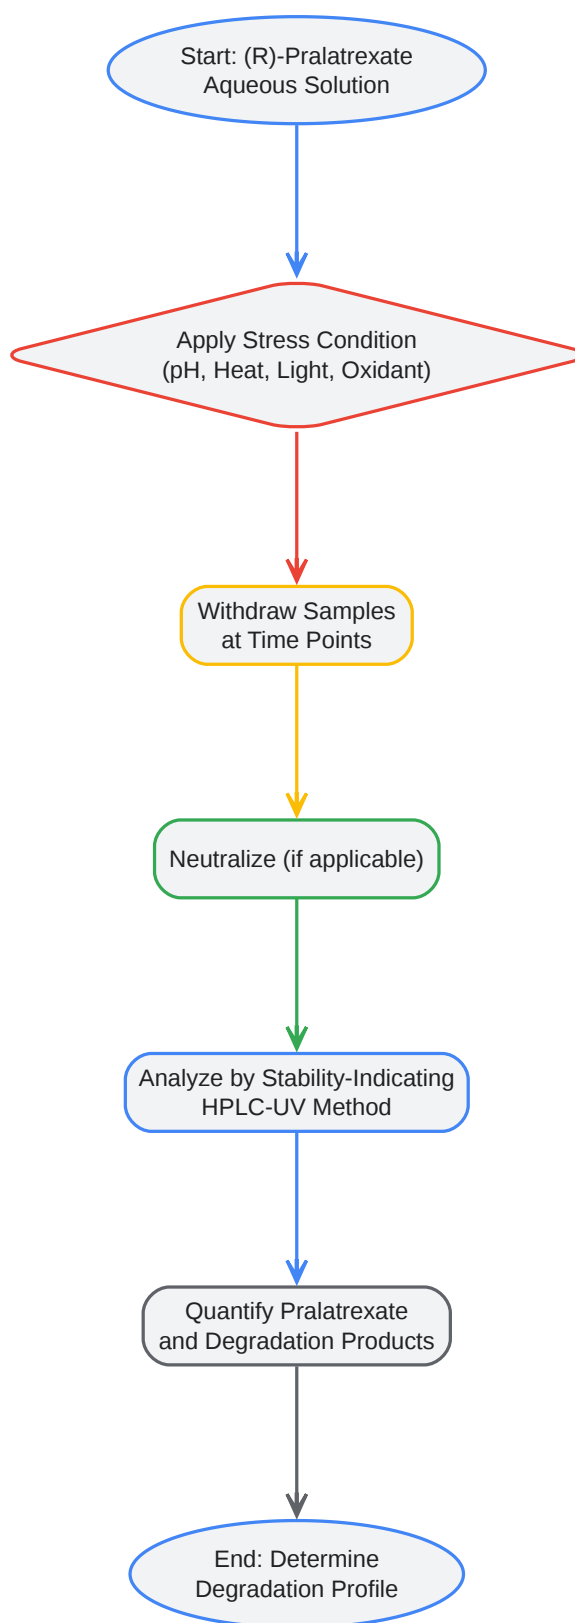 Start: (R)-Pralatrexate
Aqueous Solution
Apply Stress Condition
(pH, Heat, Light, Oxidant)
Withdraw Samples
at Time Points
Neutralize (if applicable)
Analyze by Stability-Indicating
HPLC-UV Method
Quantify Pralatrexate
and Degradation Products
End: Determine
Degradation Profile